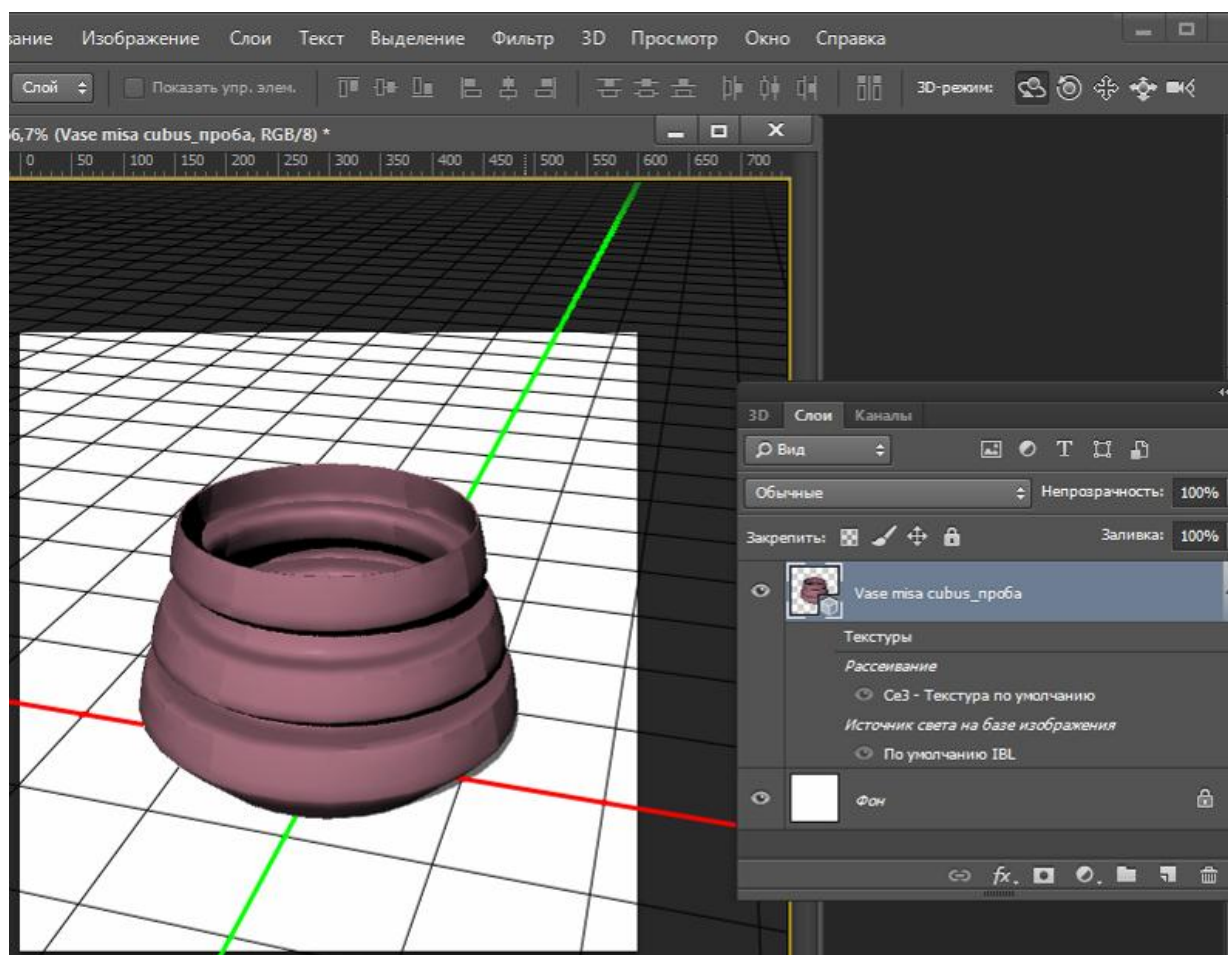 вание Изображение Слои Текст Выделение Фильтр 3D Просмотр Окно Справка
Слой Показать упр. элем. 3D-режим:
6,7% (Vase misa cubus_проба, RGB/8) *
0 50 100 150 200 250 300 350 400 450 500 550 600 650 700
3D Слои Каналы
Вид
Обычные Непрозрачность: 100%
Закрепить: Заливка: 100%
Vase misa cubus_проба
Текстуры
Рассеивание
Ce3 - Текстура по умолчанию
Источник света на базе изображения
По умолчанию IBL
Фон
fx.